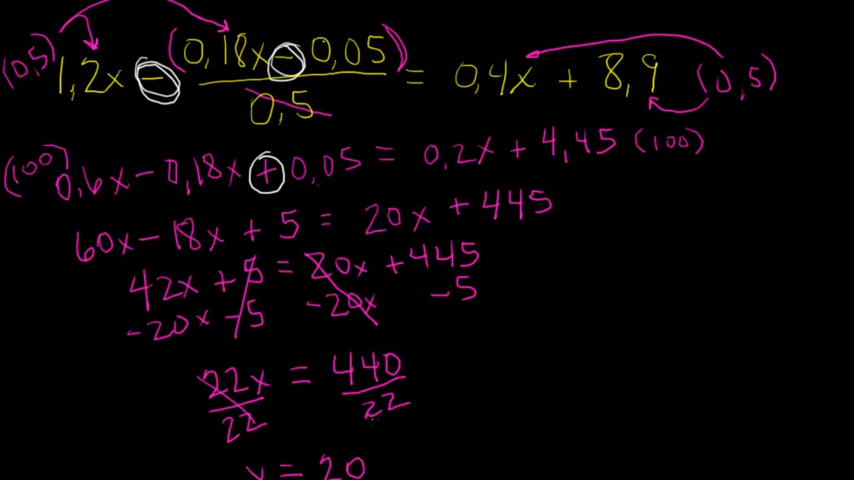 (0,5) 1,2x - (0,18x - 0,05) / 0,5 = 0,4x + 8,9 (0,5)
(100) 0,6x - 0,18x + 0,05 = 0,2x + 4,45 (100)
60x - 18x + 5 = 20x + 445
42x + 5 = 20x + 445
-20x -5 -20x -5
22x / 22 = 440 / 22
x = 20